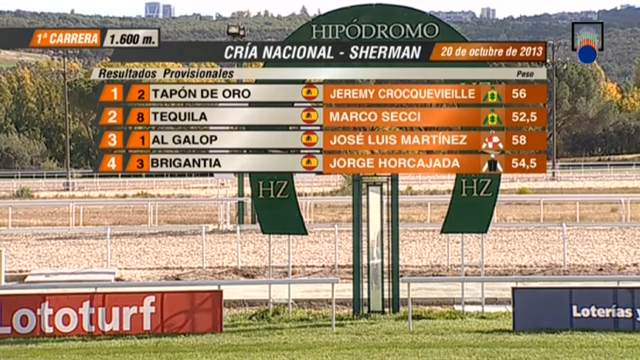 HIPÓDROMO
1ª CARRERA 1.600 m.
CRÍA NACIONAL - SHERMAN 20 de octubre de 2013
Resultados Provisionales Peso
1 2 TAPÓN DE ORO JEREMY CROCQUEVIEILLE 56
2 8 TEQUILA MARCO SECCI 52,5
3 1 AL GALOP JOSÉ LUIS MARTÍNEZ 58
4 3 BRIGANTIA JORGE HORCAJADA 54,5
HZ HZ
HIPÓDROMO
Lototurf Loterías y